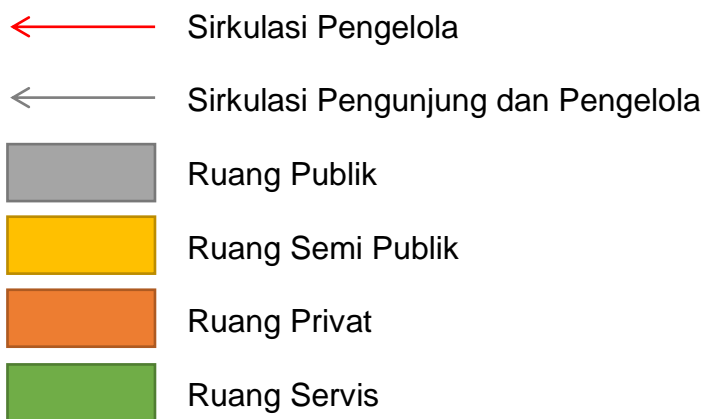 Sirkulasi Pengelola
Sirkulasi Pengunjung dan Pengelola
Ruang Publik
Ruang Semi Publik
Ruang Privat
Ruang Servis